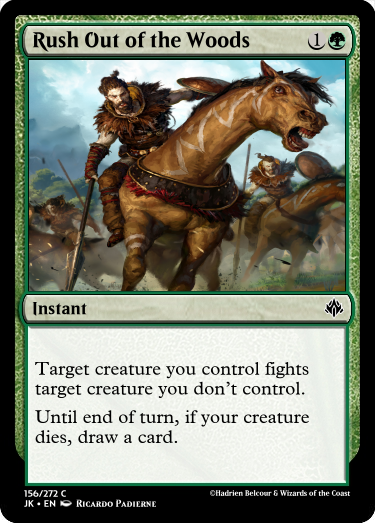 Rush Out of the Woods 1
Instant
Target creature you control fights
target creature you don't control.
Until end of turn, if your creature
dies, draw a card.
156/272 C
JK • EN Ricardo Padierne
©Hadrien Belcour & Wizards of the Coast